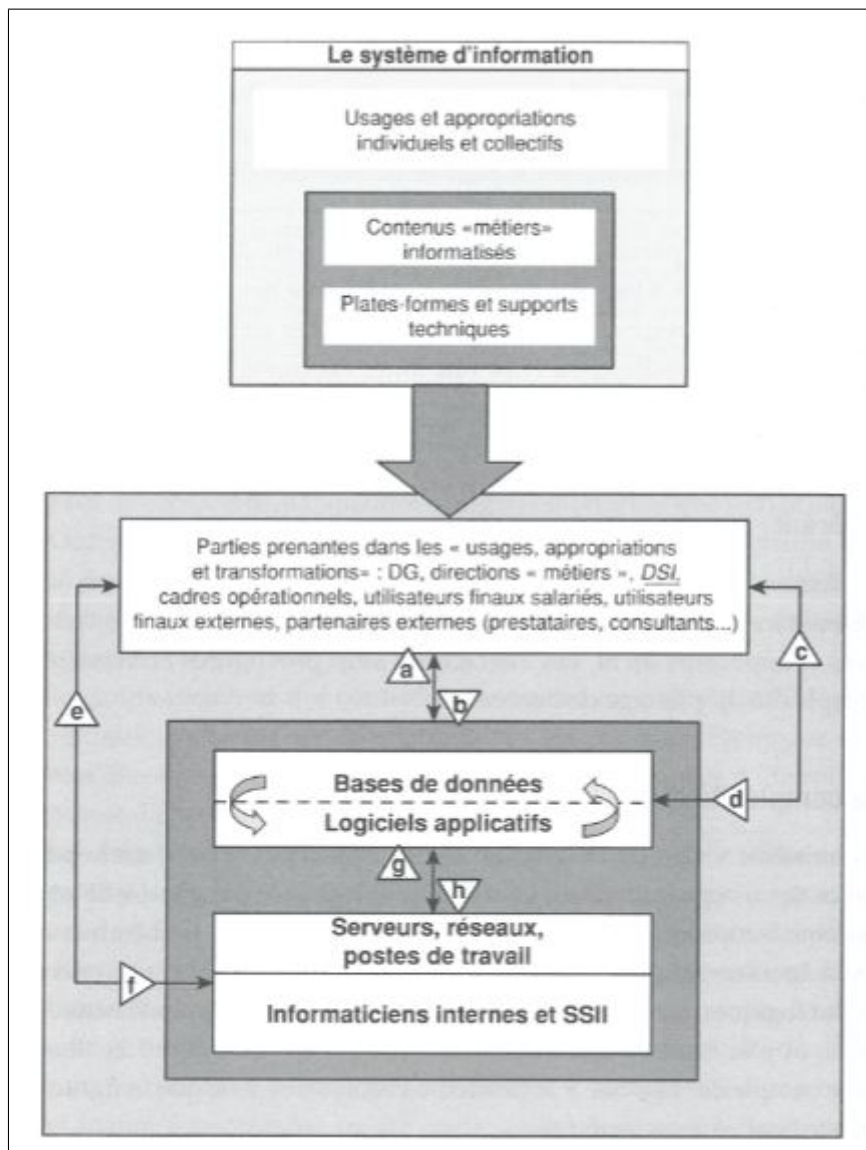 Le système d'information
Usages et appropriations
individuels et collectifs
Contenus «métiers»
informatisés
Plates-formes et supports
techniques
Parties prenantes dans les « usages, appropriations
et transformations» : DG, directions « métiers », DSI,
cadres opérationnels, utilisateurs finaux salariés, utilisateurs
finaux externes, partenaires externes (prestataires, consultants...)
a
b
c
e
Bases de données
d
Logiciels applicatifs
g
h
Serveurs, réseaux,
postes de travail
f
Informaticiens internes et SSII